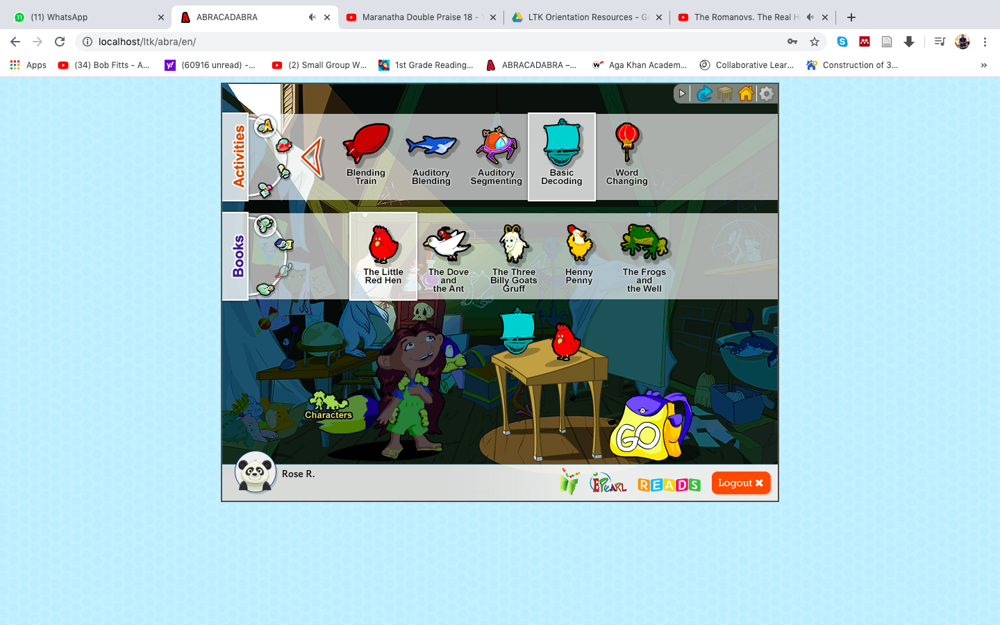 (11) WhatsApp
ABRACADABRA
Maranatha Double Praise 18 -
LTK Orientation Resources - G
The Romanovs. The Real H
localhost/ltk/abra/en/
Apps
(34) Bob Fitts - A...
(60916 unread) -...
(2) Small Group W...
1st Grade Reading...
ABRACADABRA –...
Aga Khan Academ...
Collaborative Lear...
Construction of 3...
»
Activities
Blending
Train
Auditory
Blending
Auditory
Segmenting
Basic
Decoding
Word
Changing
Books
The Little
Red Hen
The Dove
and
the Ant
The Three
Billy Goats
Gruff
Henny
Penny
The Frogs
and
the Well
Characters
GO
Rose R.
iPEARL
READS
Logout ✖